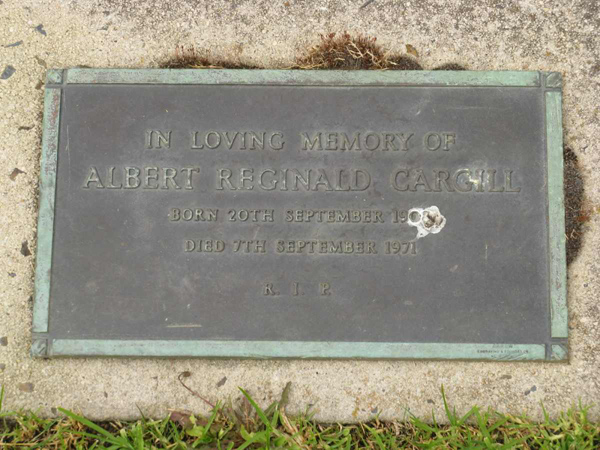 IN LOVING MEMORY OF
ALBERT REGINALD CARGILL
BORN 20TH SEPTEMBER
DIED 7TH SEPTEMBER 1971
R. I. P.